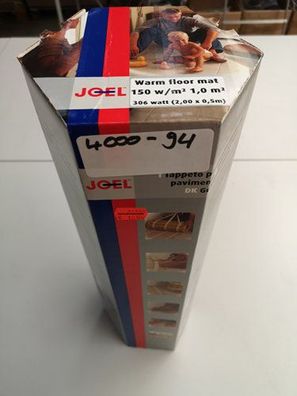 Warm floor mat
JOEL
150 w/m² 1,0 m²
306 watt (2,00 x 0,5m)
4000-94
JOEL
Tappeto p
pavimen
DK